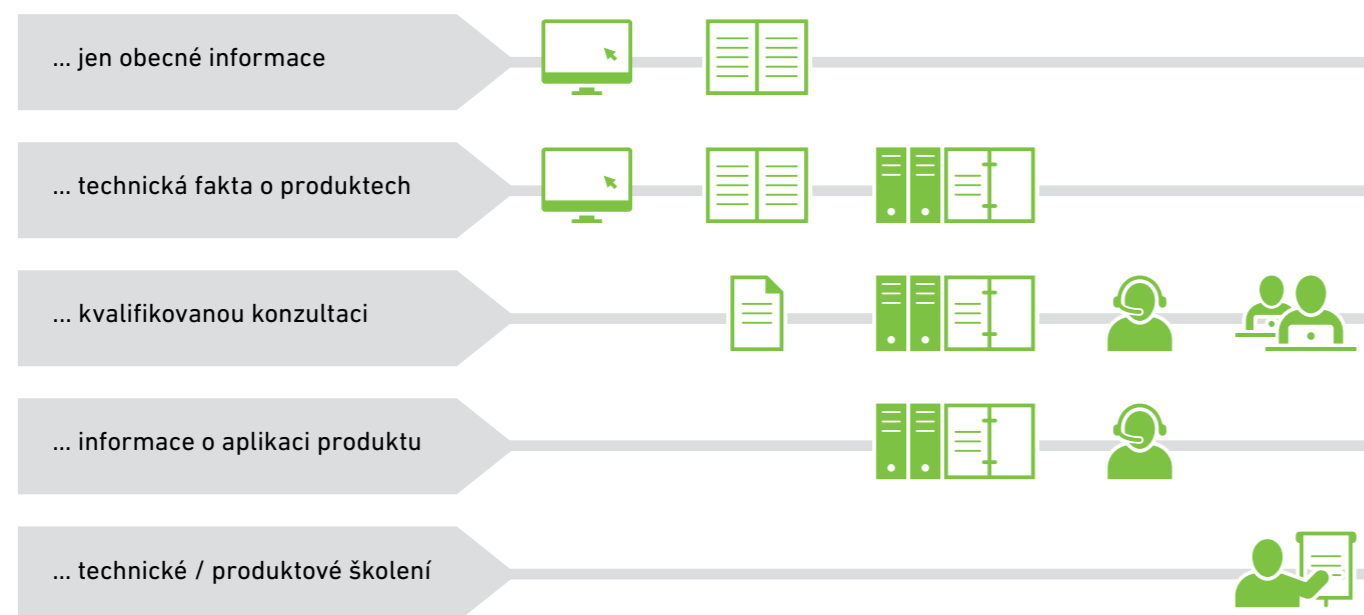 ... jen obecné informace
... technická fakta o produktech
... kvalifikovanou konzultaci
... informace o aplikaci produktu
... technické / produktové školení